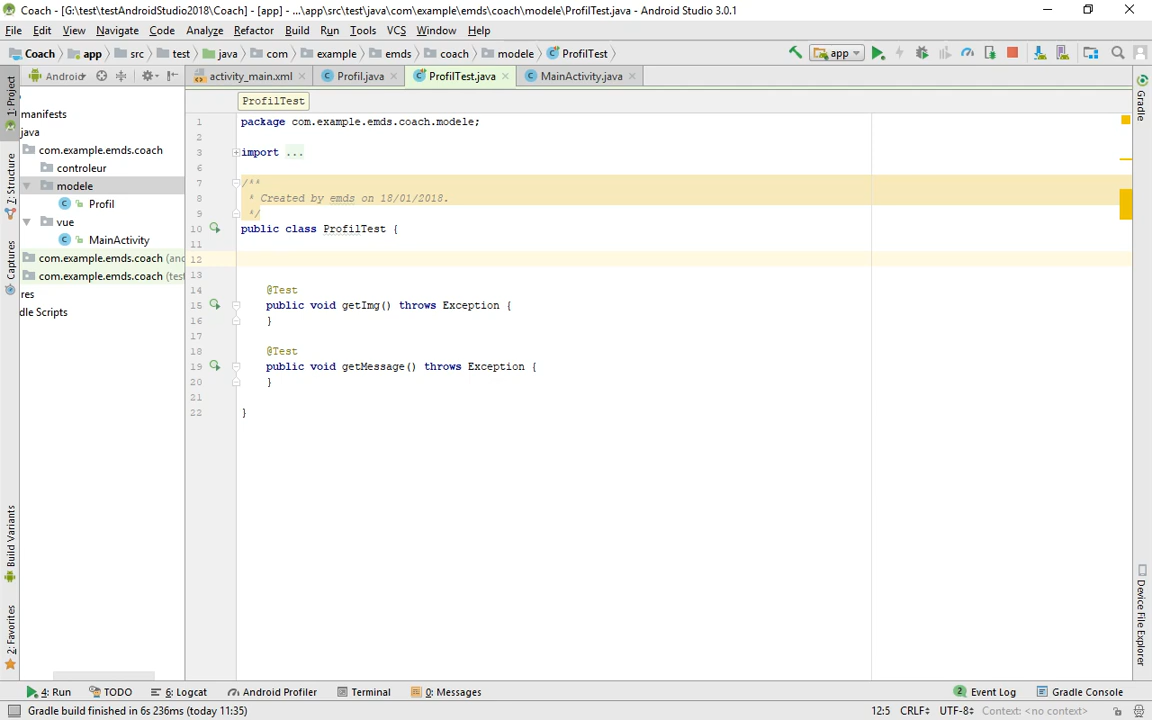 Coach - [G:\test\testAndroidStudio2018\Coach] - [app] - ...\app\src\test\java\com\example\emds\coach\modele\ProfilTest.java - Android Studio 3.0.1
File Edit View Navigate Code Analyze Refactor Build Run Tools VCS Window Help
Coach app src test java com example emds coach modele ProfilTest app
Android activity_main.xml Profil.java ProfilTest.java MainActivity.java
ProfilTest
1: Project
7: Structure
Captures
Build Variants
2: Favorites
manifests
java
com.example.emds.coach
controleur
modele
Profil
vue
MainActivity
com.example.emds.coach (and
com.example.emds.coach (test
res
dle Scripts
1 package com.example.emds.coach.modele;
2
3 import ...
6
7 /**
8 * Created by emds on 18/01/2018.
9 */
10 public class ProfilTest {
11
12
13
14 @Test
15 public void getImg() throws Exception {
16 }
17
18 @Test
19 public void getMessage() throws Exception {
20 }
21
22 }
Gradle
Device File Explorer
4: Run TODO 6: Logcat Android Profiler Terminal 0: Messages 2 Event Log Gradle Console
Gradle build finished in 6s 236ms (today 11:35) 12:5 CRLF÷ UTF-8÷ Context: <no context>